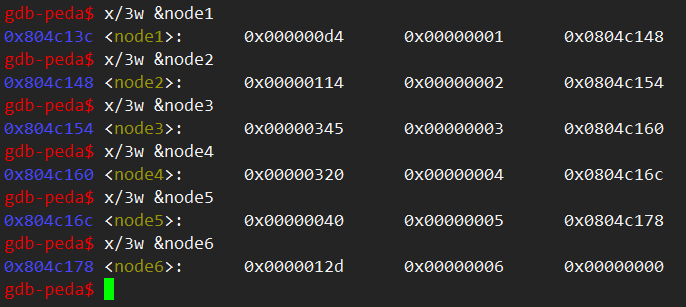 gdb-peda$ x/3w &node1
0x804c13c <node1>: 0x000000d4 0x00000001 0x0804c148
gdb-peda$ x/3w &node2
0x804c148 <node2>: 0x00000114 0x00000002 0x0804c154
gdb-peda$ x/3w &node3
0x804c154 <node3>: 0x00000345 0x00000003 0x0804c160
gdb-peda$ x/3w &node4
0x804c160 <node4>: 0x00000320 0x00000004 0x0804c16c
gdb-peda$ x/3w &node5
0x804c16c <node5>: 0x00000040 0x00000005 0x0804c178
gdb-peda$ x/3w &node6
0x804c178 <node6>: 0x0000012d 0x00000006 0x00000000
gdb-peda$